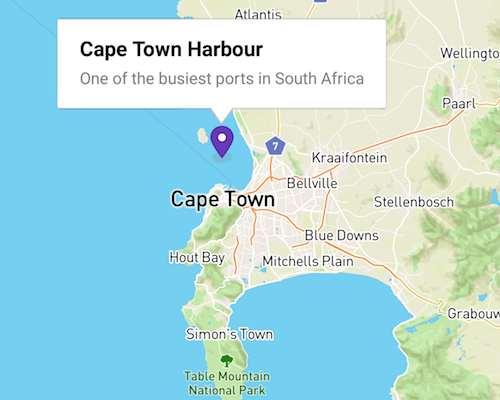 Atlantis
Cape Town Harbour
One of the busiest ports in South Africa
Wellingto
Paarl
7
Kraaifontein
Bellville
Cape Town
Stellenbosch
Blue Downs
Hout Bay
Mitchells Plain
Grabouw
Simon's Town
Table Mountain
National Park